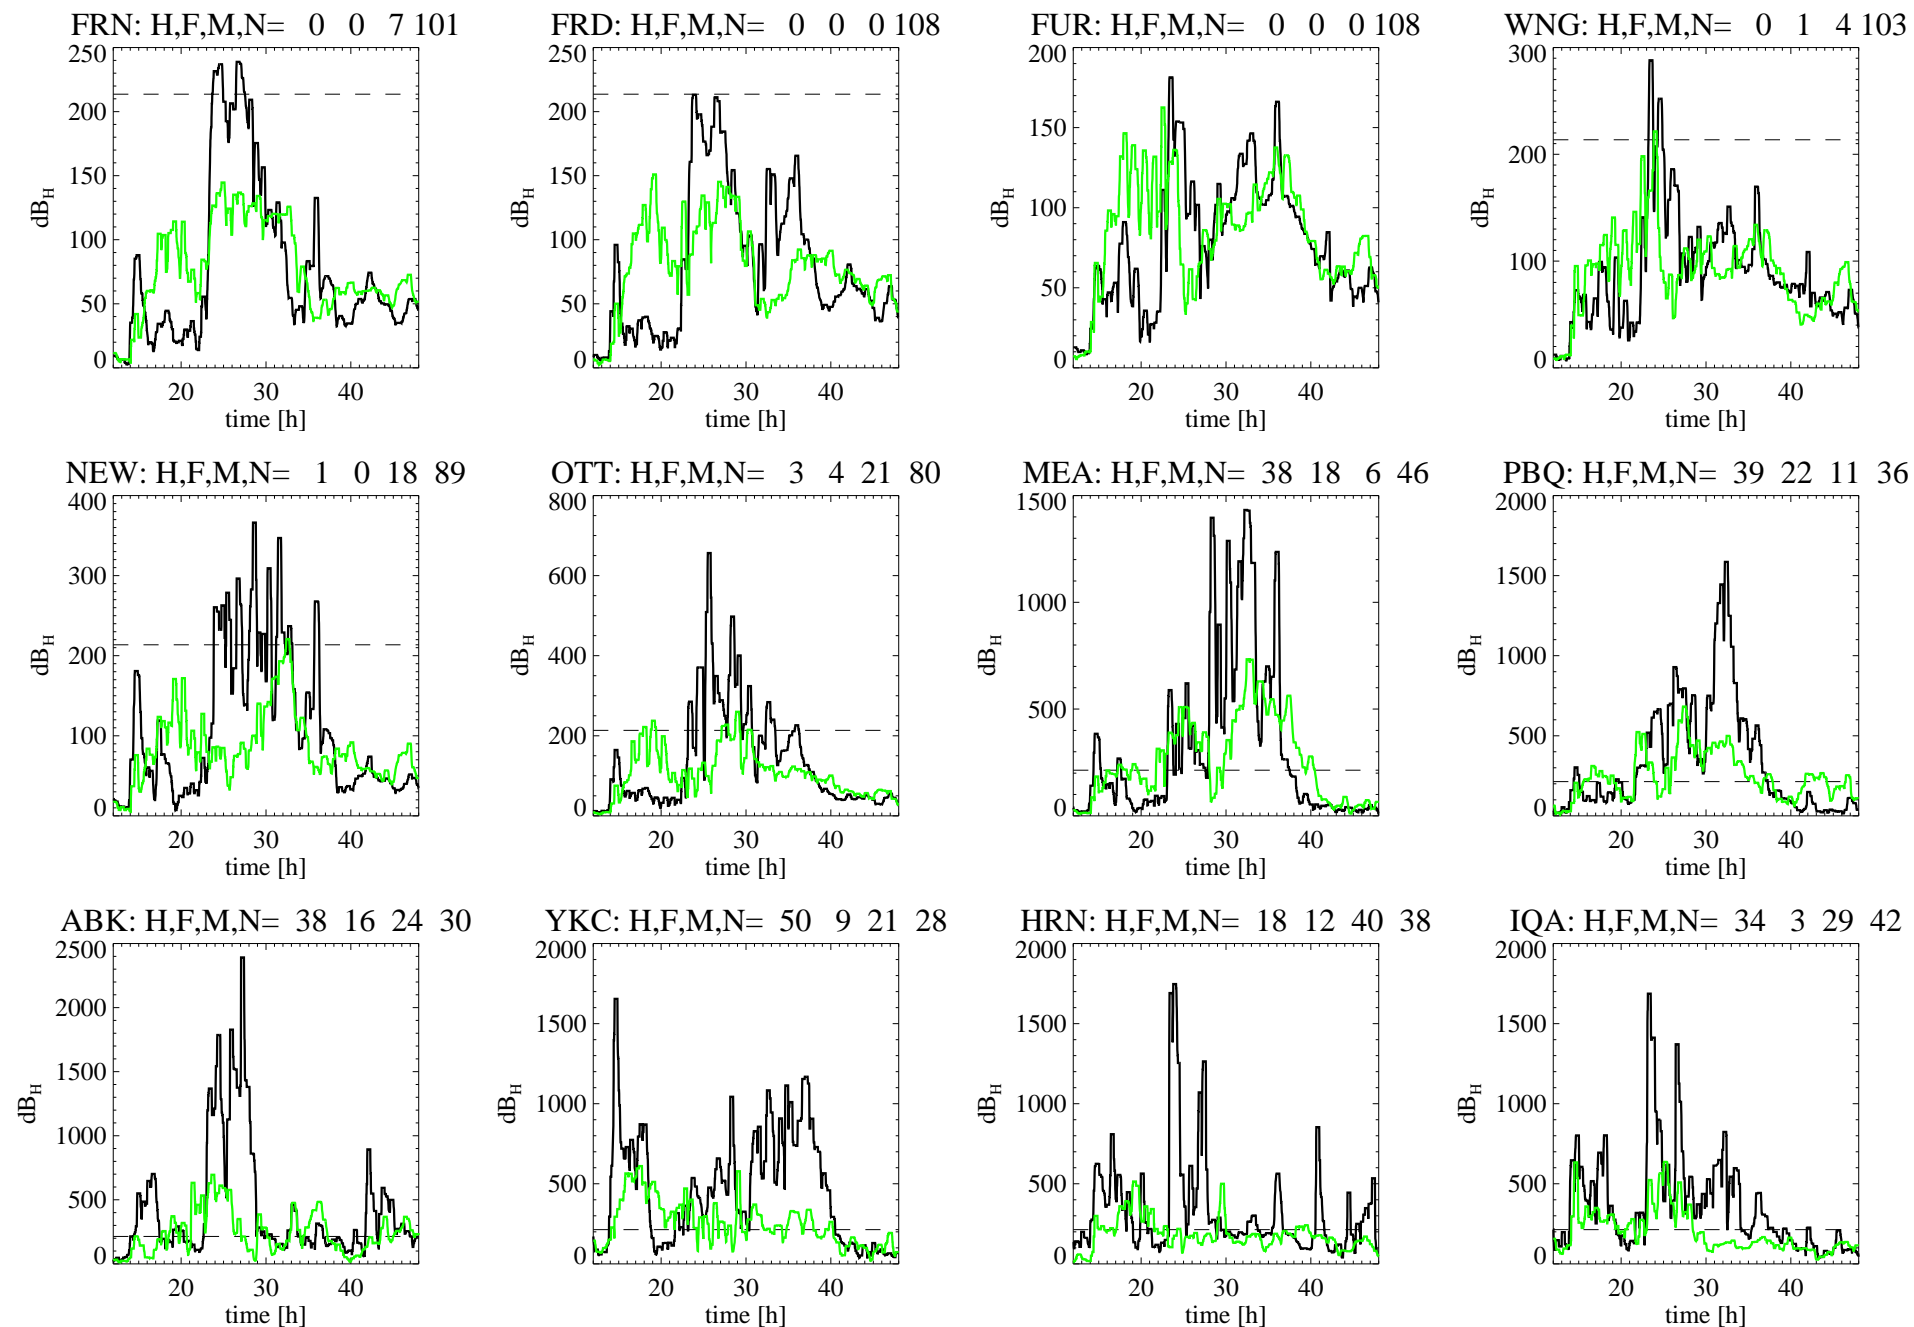 FRN: H,F,M,N= 0 0 7 101
250
200
150
100
50
0
dB_H
20 30 40
time [h]
FRD: H,F,M,N= 0 0 0 108
250
200
150
100
50
0
dB_H
20 30 40
time [h]
FUR: H,F,M,N= 0 0 0 108
200
150
100
50
0
dB_H
20 30 40
time [h]
WNG: H,F,M,N= 0 1 4 103
300
200
100
0
dB_H
20 30 40
time [h]
NEW: H,F,M,N= 1 0 18 89
400
300
200
100
0
dB_H
20 30 40
time [h]
OTT: H,F,M,N= 3 4 21 80
800
600
400
200
0
dB_H
20 30 40
time [h]
MEA: H,F,M,N= 38 18 6 46
1500
1000
500
0
dB_H
20 30 40
time [h]
PBQ: H,F,M,N= 39 22 11 36
2000
1500
1000
500
0
dB_H
20 30 40
time [h]
ABK: H,F,M,N= 38 16 24 30
2500
2000
1500
1000
500
0
dB_H
20 30 40
time [h]
YKC: H,F,M,N= 50 9 21 28
2000
1500
1000
500
0
dB_H
20 30 40
time [h]
HRN: H,F,M,N= 18 12 40 38
2000
1500
1000
500
0
dB_H
20 30 40
time [h]
IQA: H,F,M,N= 34 3 29 42
2000
1500
1000
500
0
dB_H
20 30 40
time [h]